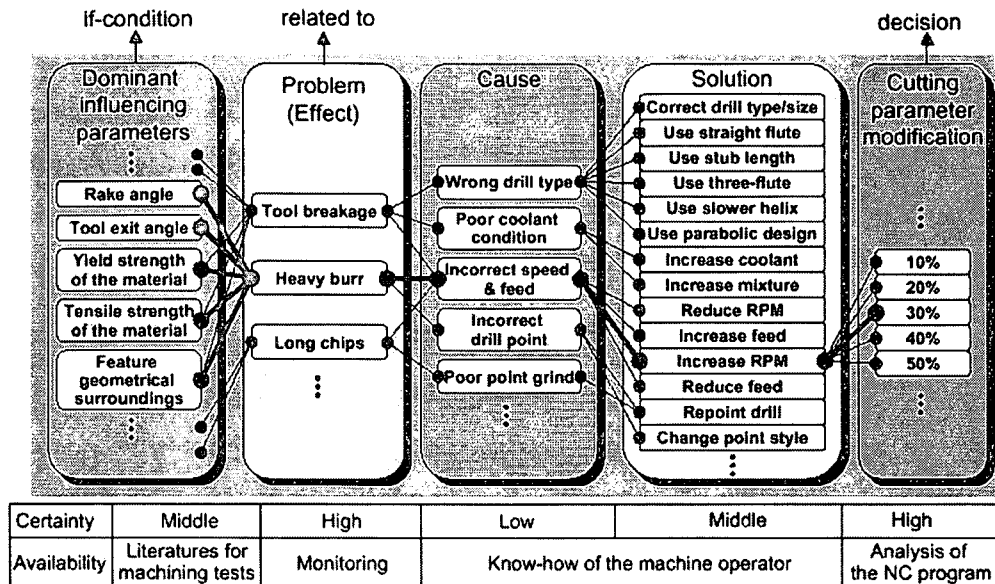 if-condition
related to
decision
Dominant
influencing
parameters
Rake angle
Tool exit angle
Yield strength
of the material
Tensile strength
of the material
Feature
geometrical
surroundings
Problem
(Effect)
Tool breakage
Heavy burr
Long chips
Cause
Wrong drill type
Poor coolant
condition
Incorrect speed
& feed
Incorrect
drill point
Poor point grind
Solution
Correct drill type/size
Use straight flute
Use stub length
Use three-flute
Use slower helix
Use parabolic design
Increase coolant
Increase mixture
Reduce RPM
Increase feed
Increase RPM
Reduce feed
Repoint drill
Change point style
Cutting
parameter
modification
10%
20%
30%
40%
50%
Certainty Middle High Low Middle High
Availability Literatures for machining tests Monitoring Know-how of the machine operator Analysis of the NC program